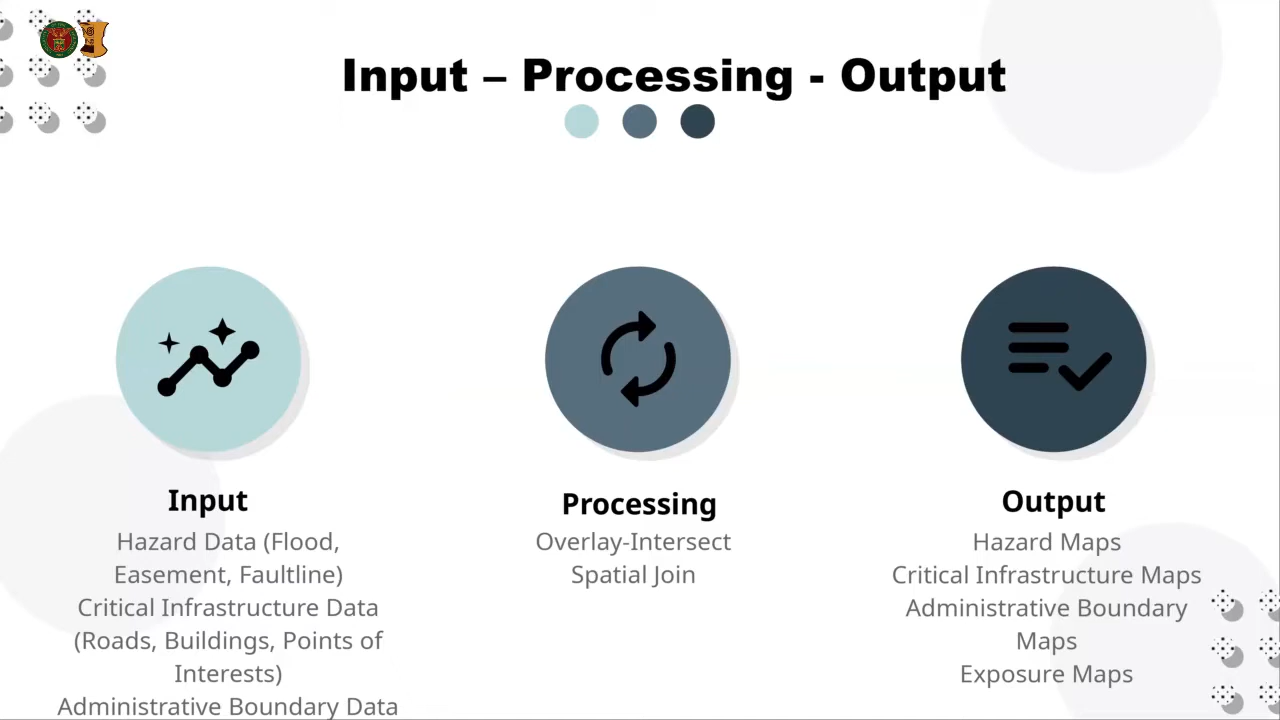 Input – Processing - Output
Input
Hazard Data (Flood,
Easement, Faultline)
Critical Infrastructure Data
(Roads, Buildings, Points of
Interests)
Administrative Boundary Data
Processing
Overlay-Intersect
Spatial Join
Output
Hazard Maps
Critical Infrastructure Maps
Administrative Boundary
Maps
Exposure Maps